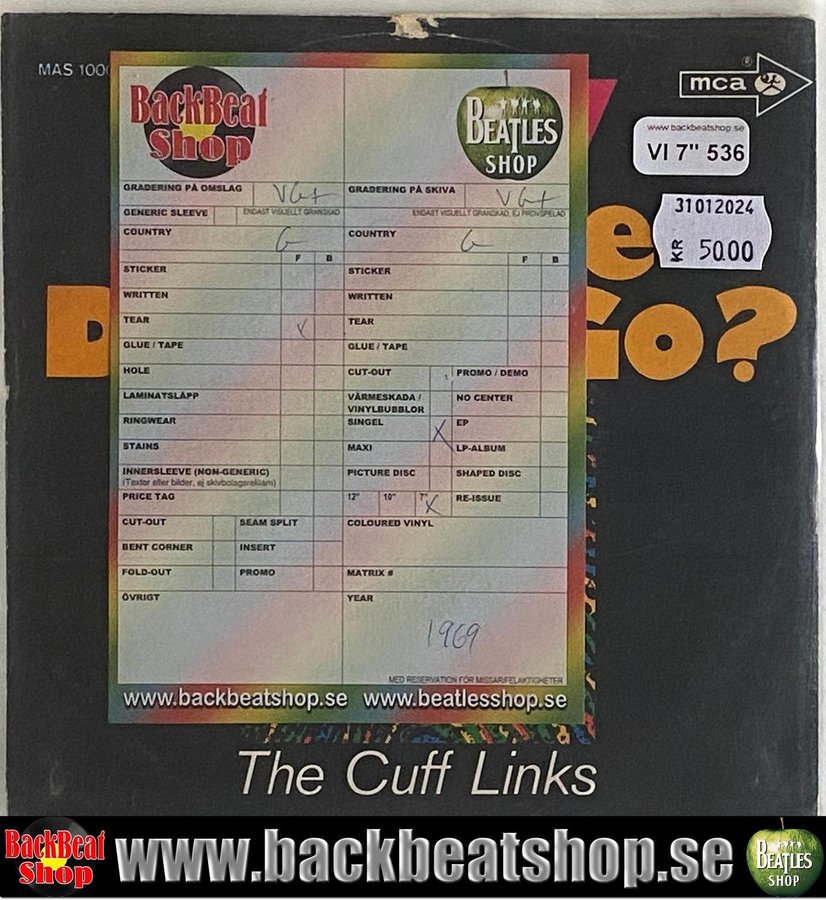 MAS 100
mca
®
www.backbeatshop.se
VI 7" 536
31012024
KR 50.00
e
D Go?
BackBeat
Shop
BEATLES
SHOP
GRADERING PÅ OMSLAG VG+ GRADERING PÅ SKIVA VG+
GENERIC SLEEVE ENDAST VISUELLT GRANSKAD ENDAST VISUELLT GRANSKAD, EJ PROVSPELAD
COUNTRY G COUNTRY G
F B F B
STICKER STICKER
WRITTEN WRITTEN
TEAR X TEAR
GLUE / TAPE GLUE / TAPE
HOLE CUT-OUT PROMO / DEMO
LAMINATSLÄPP VÄRMESKADA / VINYLBUBBLOR NO CENTER
RINGWEAR SINGEL X EP
STAINS MAXI LP-ALBUM
INNERSLEEVE (NON-GENERIC) PICTURE DISC SHAPED DISC
(Texter eller bilder, ej skivbolagsreklam)
PRICE TAG 12" 10" 7" X RE-ISSUE
CUT-OUT SEAM SPLIT COLOURED VINYL
BENT CORNER INSERT
FOLD-OUT PROMO MATRIX #
ÖVRIGT YEAR
1969
MED RESERVATION FÖR MISSAR/FELAKTIGHETER
www.backbeatshop.se www.beatlesshop.se
The Cuff Links
BackBeat
Shop
www.backbeatshop.se
BEATLES
SHOP